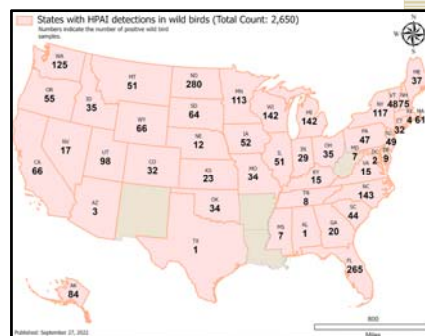 States with HPAI detections in wild birds (Total Count: 2,650)
Numbers indicate the number of positive wild bird
samples.
N
W
E
S
WA
125
MT
51
ND
280
MN
113
WI
142
MI
142
NY
117
VT
48
NH
75
ME
37
MA
61
RI
4
CT
32
OR
55
ID
35
WY
66
SD
64
IA
52
NE
12
IL
51
IN
29
OH
35
PA
47
NJ
49
DE
9
MD
7
DC
2
NV
17
UT
98
CO
32
KS
23
MO
34
KY
15
VA
15
CA
66
AZ
3
OK
34
TN
8
NC
143
SC
44
TX
1
MS
7
AL
1
GA
20
FL
265
AK
84
800
Miles
Published: September 27, 2022